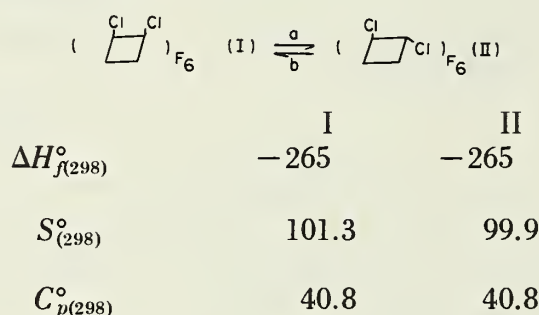 ( Cl Cl )F₆ (I) a ⇌ b ( Cl Cl )F₆ (II)
I II
ΔH°f(298) −265 −265
S°(298) 101.3 99.9
C°p(298) 40.8 40.8